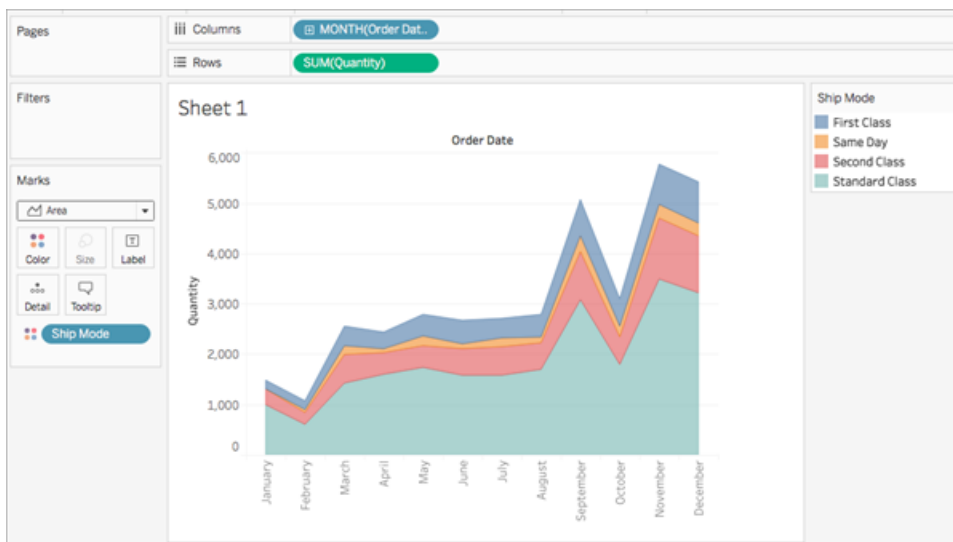 Pages
Columns
MONTH(Order Dat..
Rows
SUM(Quantity)
Filters
Marks
Area
Color
Size
Label
Detail
Tooltip
Ship Mode
Sheet 1
Order Date
Quantity
6,000
5,000
4,000
3,000
2,000
1,000
0
January
February
March
April
May
June
July
August
September
October
November
December
Ship Mode
First Class
Same Day
Second Class
Standard Class